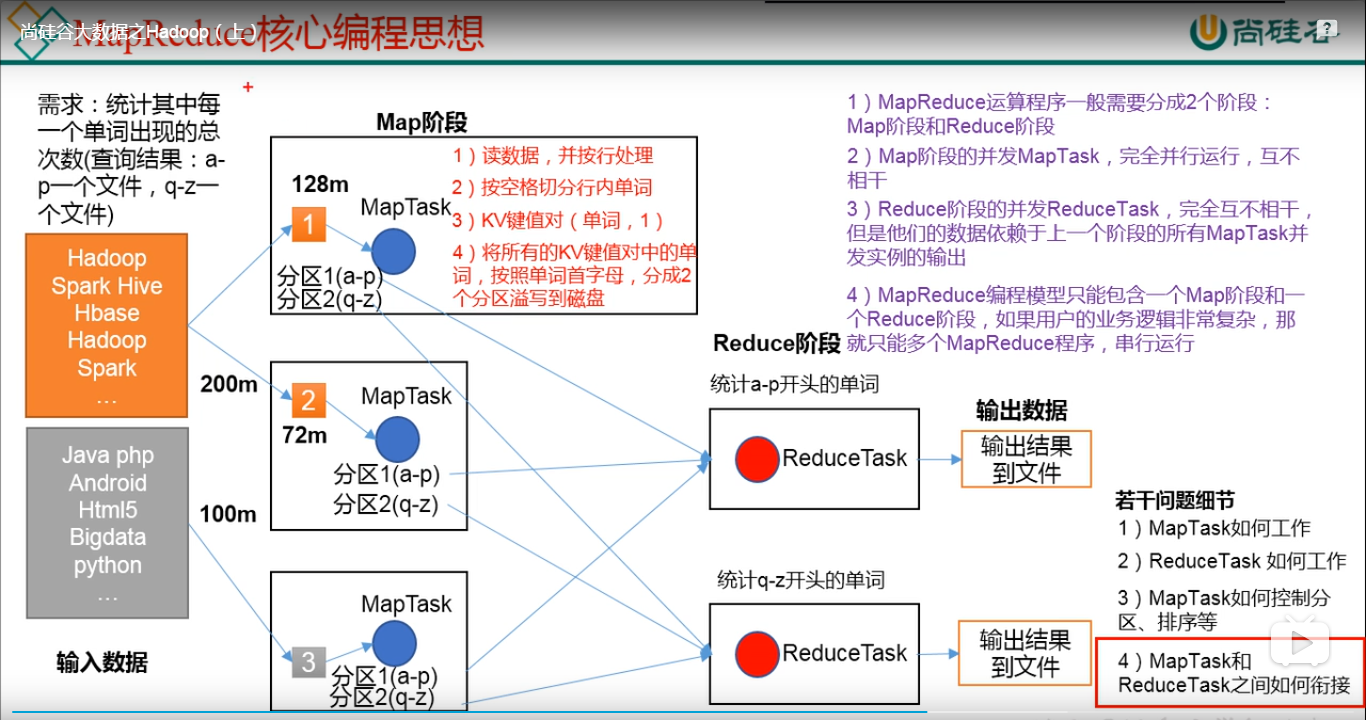 尚硅谷大数据之Hadoop（上）
MapReduce核心编程思想
尚硅谷
?
需求：统计其中每
一个单词出现的总
次数(查询结果：a-
p一个文件，q-z一
个文件)
Hadoop
Spark Hive
Hbase
Hadoop
Spark
…
200m
Java php
Android
Html5
Bigdata
python
…
100m
输入数据
Map阶段
128m
1
MapTask
分区1(a-p)
分区2(q-z)
1）读数据，并按行处理
2）按空格切分行内单词
3）KV键值对（单词，1）
4）将所有的KV键值对中的单
词，按照单词首字母，分成2
个分区溢写到磁盘
2
72m
MapTask
分区1(a-p)
分区2(q-z)
3
MapTask
分区1(a-p)
分区2(q-z)
1）MapReduce运算程序一般需要分成2个阶段：
Map阶段和Reduce阶段
2）Map阶段的并发MapTask，完全并行运行，互不
相干
3）Reduce阶段的并发ReduceTask，完全互不相干，
但是他们的数据依赖于上一个阶段的所有MapTask并
发实例的输出
4）MapReduce编程模型只能包含一个Map阶段和一
个Reduce阶段，如果用户的业务逻辑非常复杂，那
就只能多个MapReduce程序，串行运行
Reduce阶段
统计a-p开头的单词
ReduceTask
统计q-z开头的单词
ReduceTask
输出数据
输出结果
到文件
输出结果
到文件
若干问题细节
1）MapTask如何工作
2）ReduceTask 如何工作
3）MapTask如何控制分
区、排序等
4）MapTask和
ReduceTask之间如何衔接